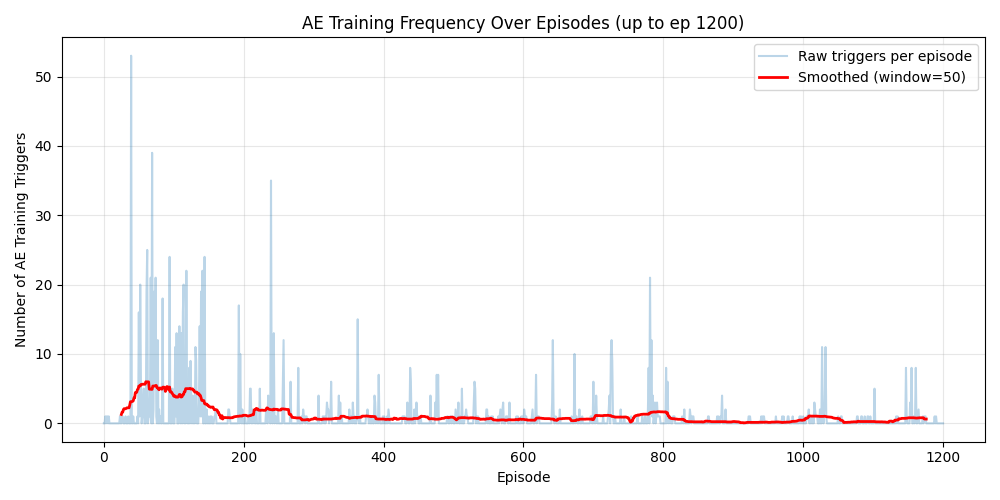 AE Training Frequency Over Episodes (up to ep 1200)
Raw triggers per episode
Smoothed (window=50)
Number of AE Training Triggers
50
40
30
20
10
0
0 200 400 600 800 1000 1200
Episode